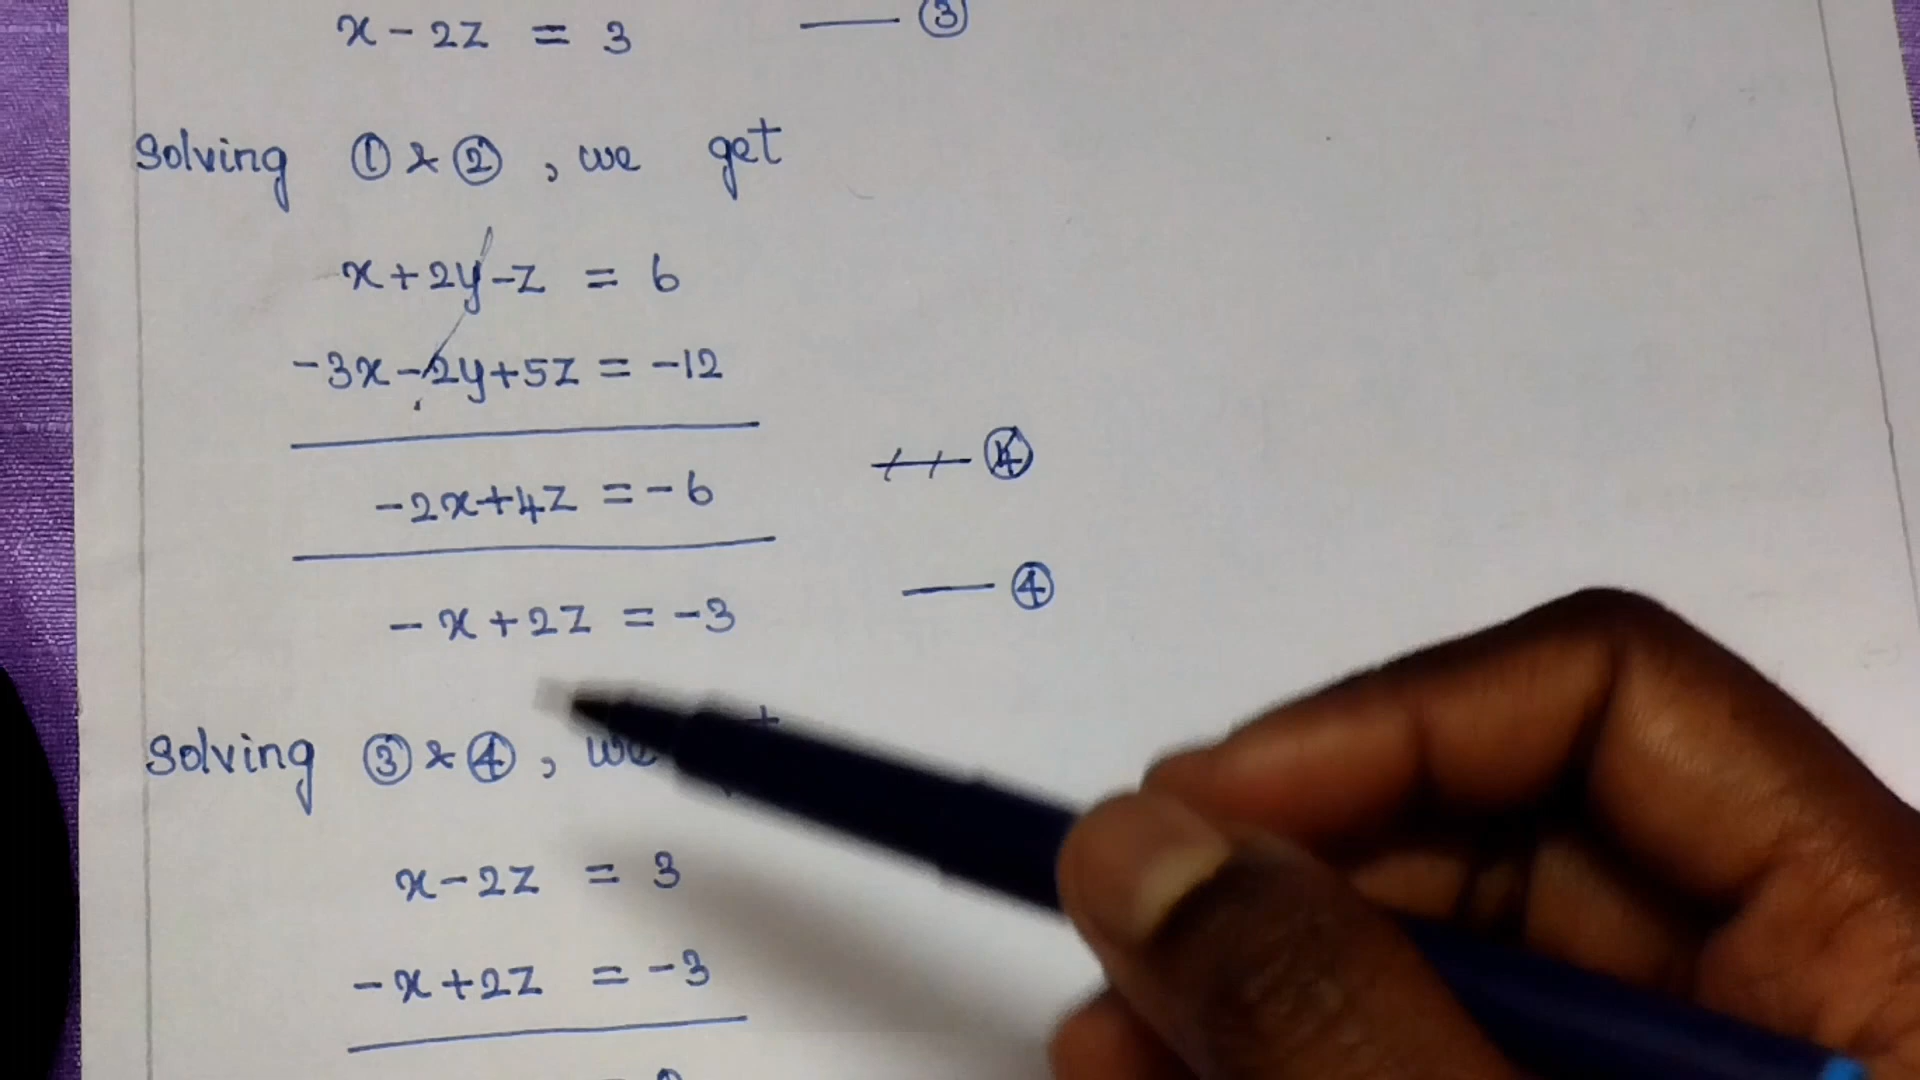 x - 2z = 3 —— ③
Solving ① & ②, we get
x + 2y - z = 6
-3x - 2y + 5z = -12
-2x + 4z = -6 —— ④
-x + 2z = -3 —— ④
Solving ③ & ④, we
x - 2z = 3
-x + 2z = -3
=